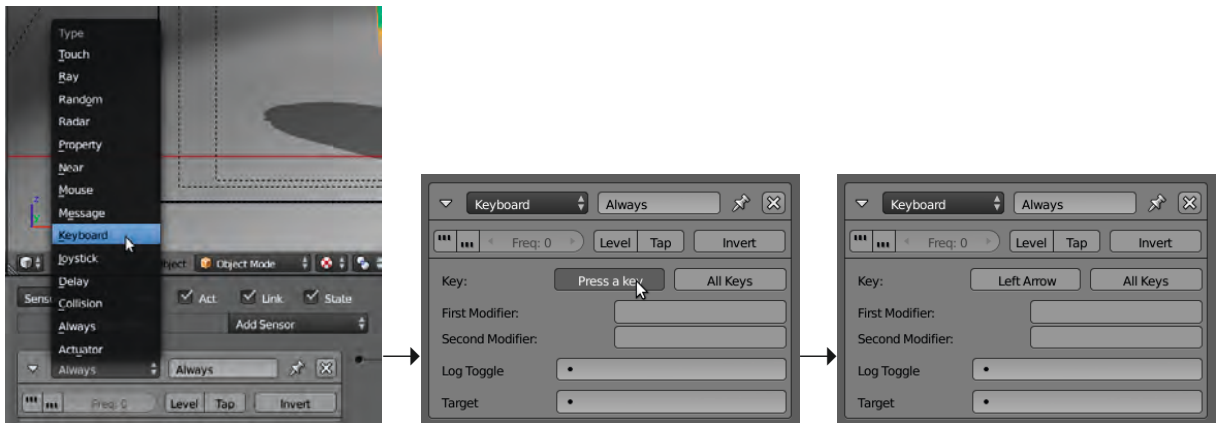 Type
Touch
Ray
Random
Radar
Property
Near
Mouse
Message
Keyboard
Joystick
Delay
Collision
Always
Actuator
Always
z
Object Mode
Act
Link
State
Add Sensor
Always
Freq: 0
Level
Tap
Invert
Keyboard
Always
Freq: 0
Level
Tap
Invert
Key:
Press a key
All Keys
First Modifier:
Second Modifier:
Log Toggle
Target
Keyboard
Always
Freq: 0
Level
Tap
Invert
Key:
Left Arrow
All Keys
First Modifier:
Second Modifier:
Log Toggle
Target